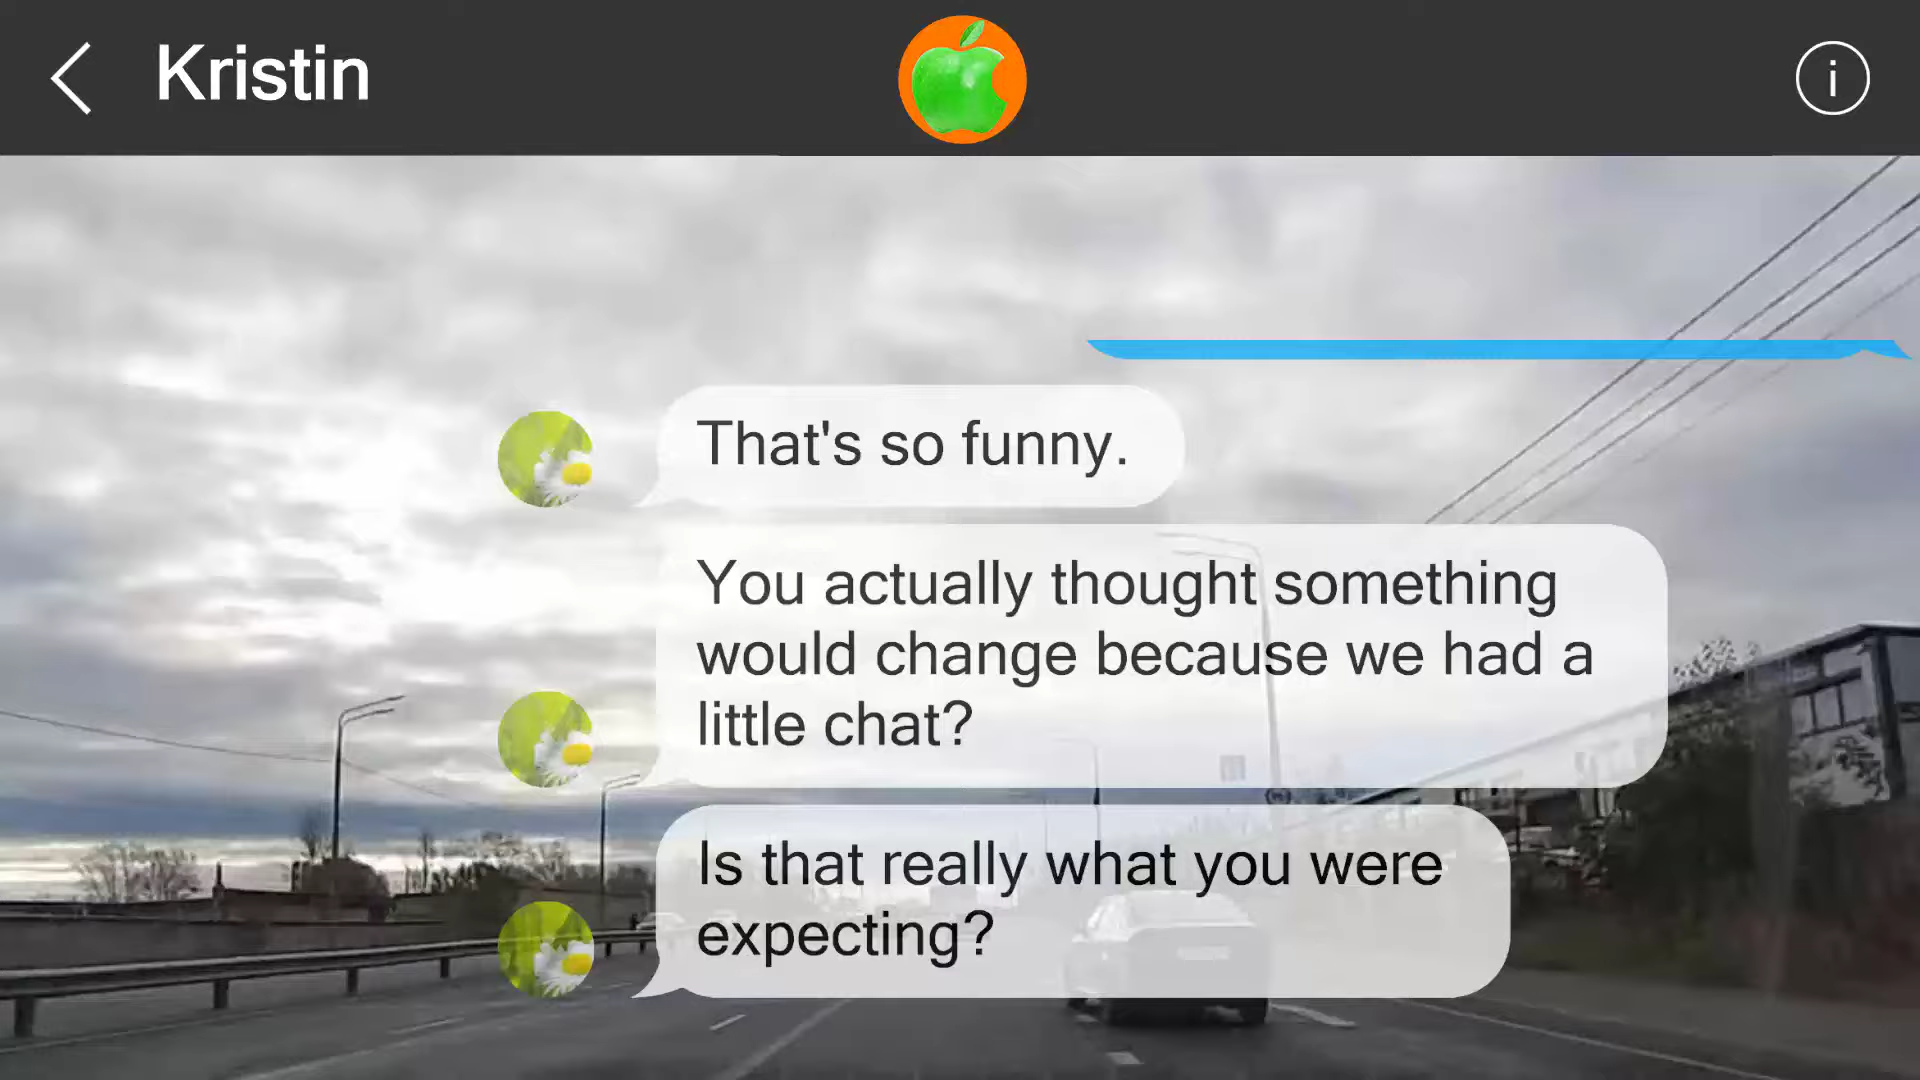 Kristin
i
That's so funny.
You actually thought something
would change because we had a
little chat?
Is that really what you were
expecting?